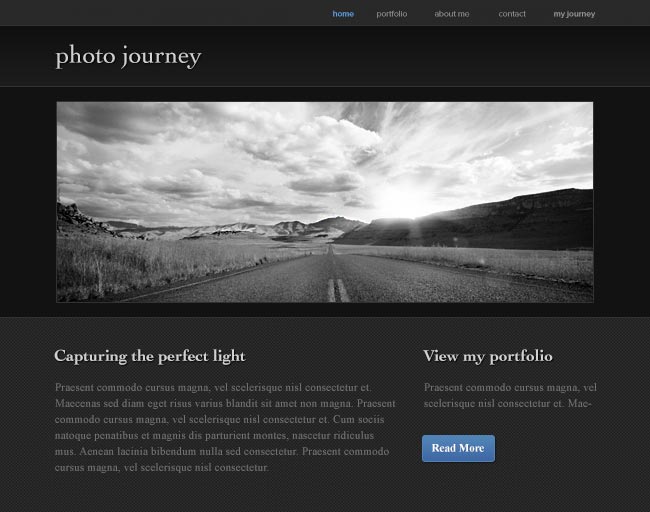 home portfolio about me contact my journey
photo journey
Capturing the perfect light
Praesent commodo cursus magna, vel scelerisque nisl consectetur et.
Maecenas sed diam eget risus varius blandit sit amet non magna. Praesent
commodo cursus magna, vel scelerisque nisl consectetur et. Cum sociis
natoque penatibus et magnis dis parturient montes, nascetur ridiculus
mus. Aenean lacinia bibendum nulla sed consectetur. Praesent commodo
cursus magna, vel scelerisque nisl consectetur.
View my portfolio
Praesent commodo cursus magna, vel
scelerisque nisl consectetur et. Mae-
Read More